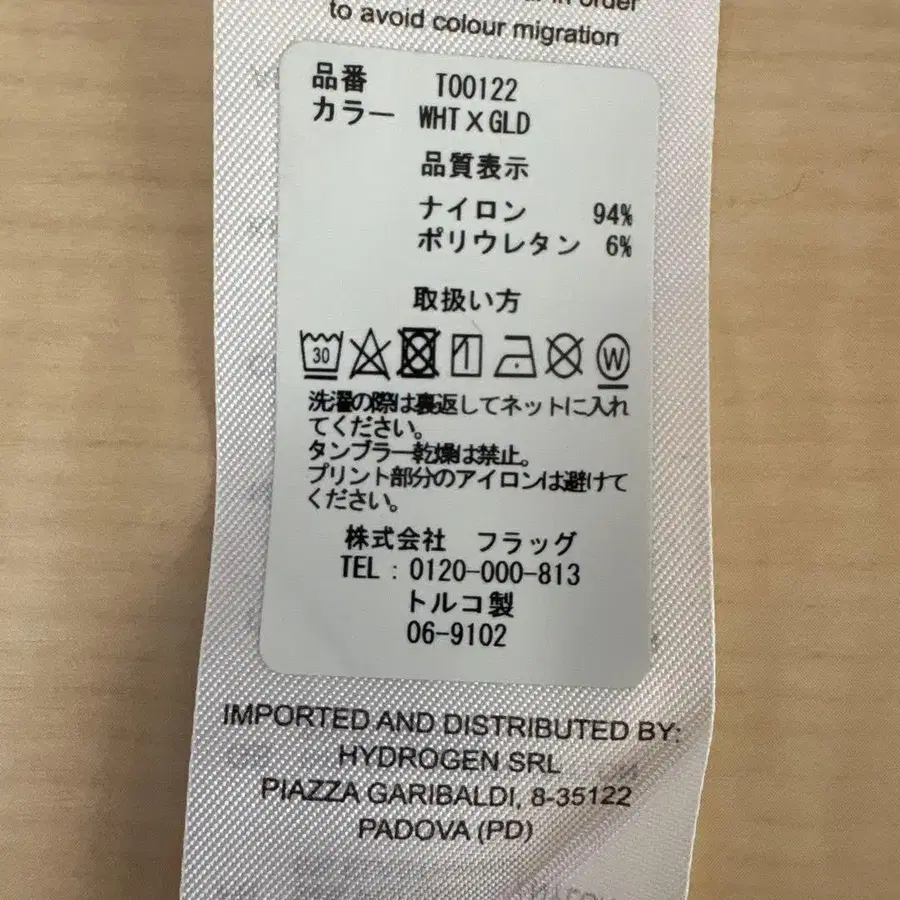 in order
to avoid colour migration
品番 T00122
カラー WHT X GLD
品質表示
ナイロン 94%
ポリウレタン 6%
取扱い方
30
W
洗濯の際は裏返してネットに入れ
てください。
タンブラー乾燥は禁止。
プリント部分のアイロンは避けて
ください。
株式会社 フラッグ
TEL : 0120-000-813
トルコ製
06-9102
IMPORTED AND DISTRIBUTED BY:
HYDROGEN SRL
PIAZZA GARIBALDI, 8-35122
PADOVA (PD)